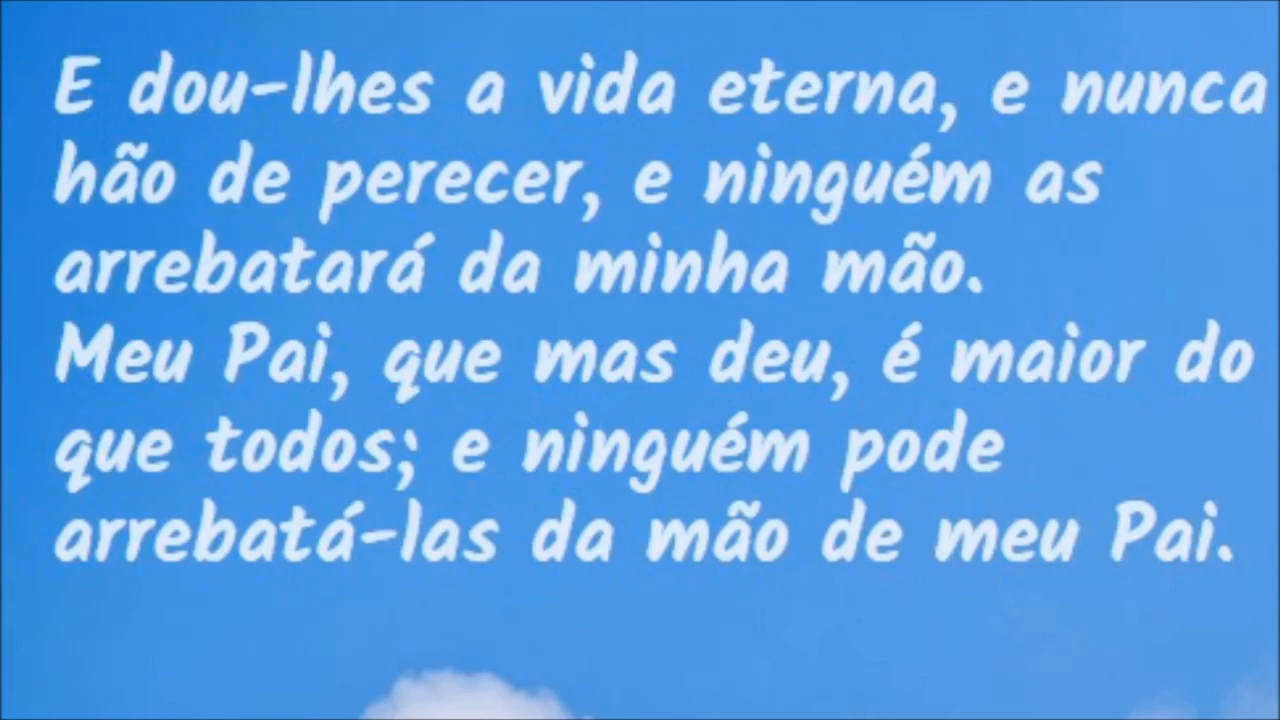 E dou-lhes a vida eterna, e nunca
hão de perecer, e ninguém as
arrebatará da minha mão.
Meu Pai, que mas deu, é maior do
que todos; e ninguém pode
arrebatá-las da mão de meu Pai.